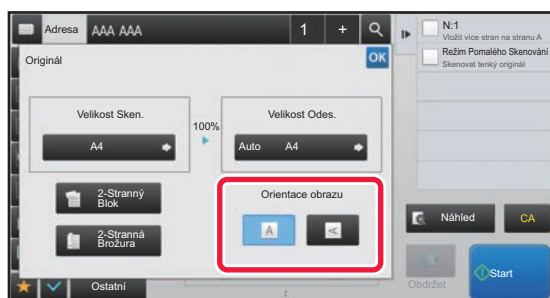 Adresa AAA AAA 1 +
Originál OK
Velikost Sken.
A4
100%
Velikost Odes.
Auto A4
2-Stranný
Blok
2-Stranná
Brožura
Orientace obrazu
A A
Ostatní
N:1
Vložit více stran na stranu A
Režim Pomalého Skenování
Skenovat tenký originál
Náhled CA
Obdržet
Start